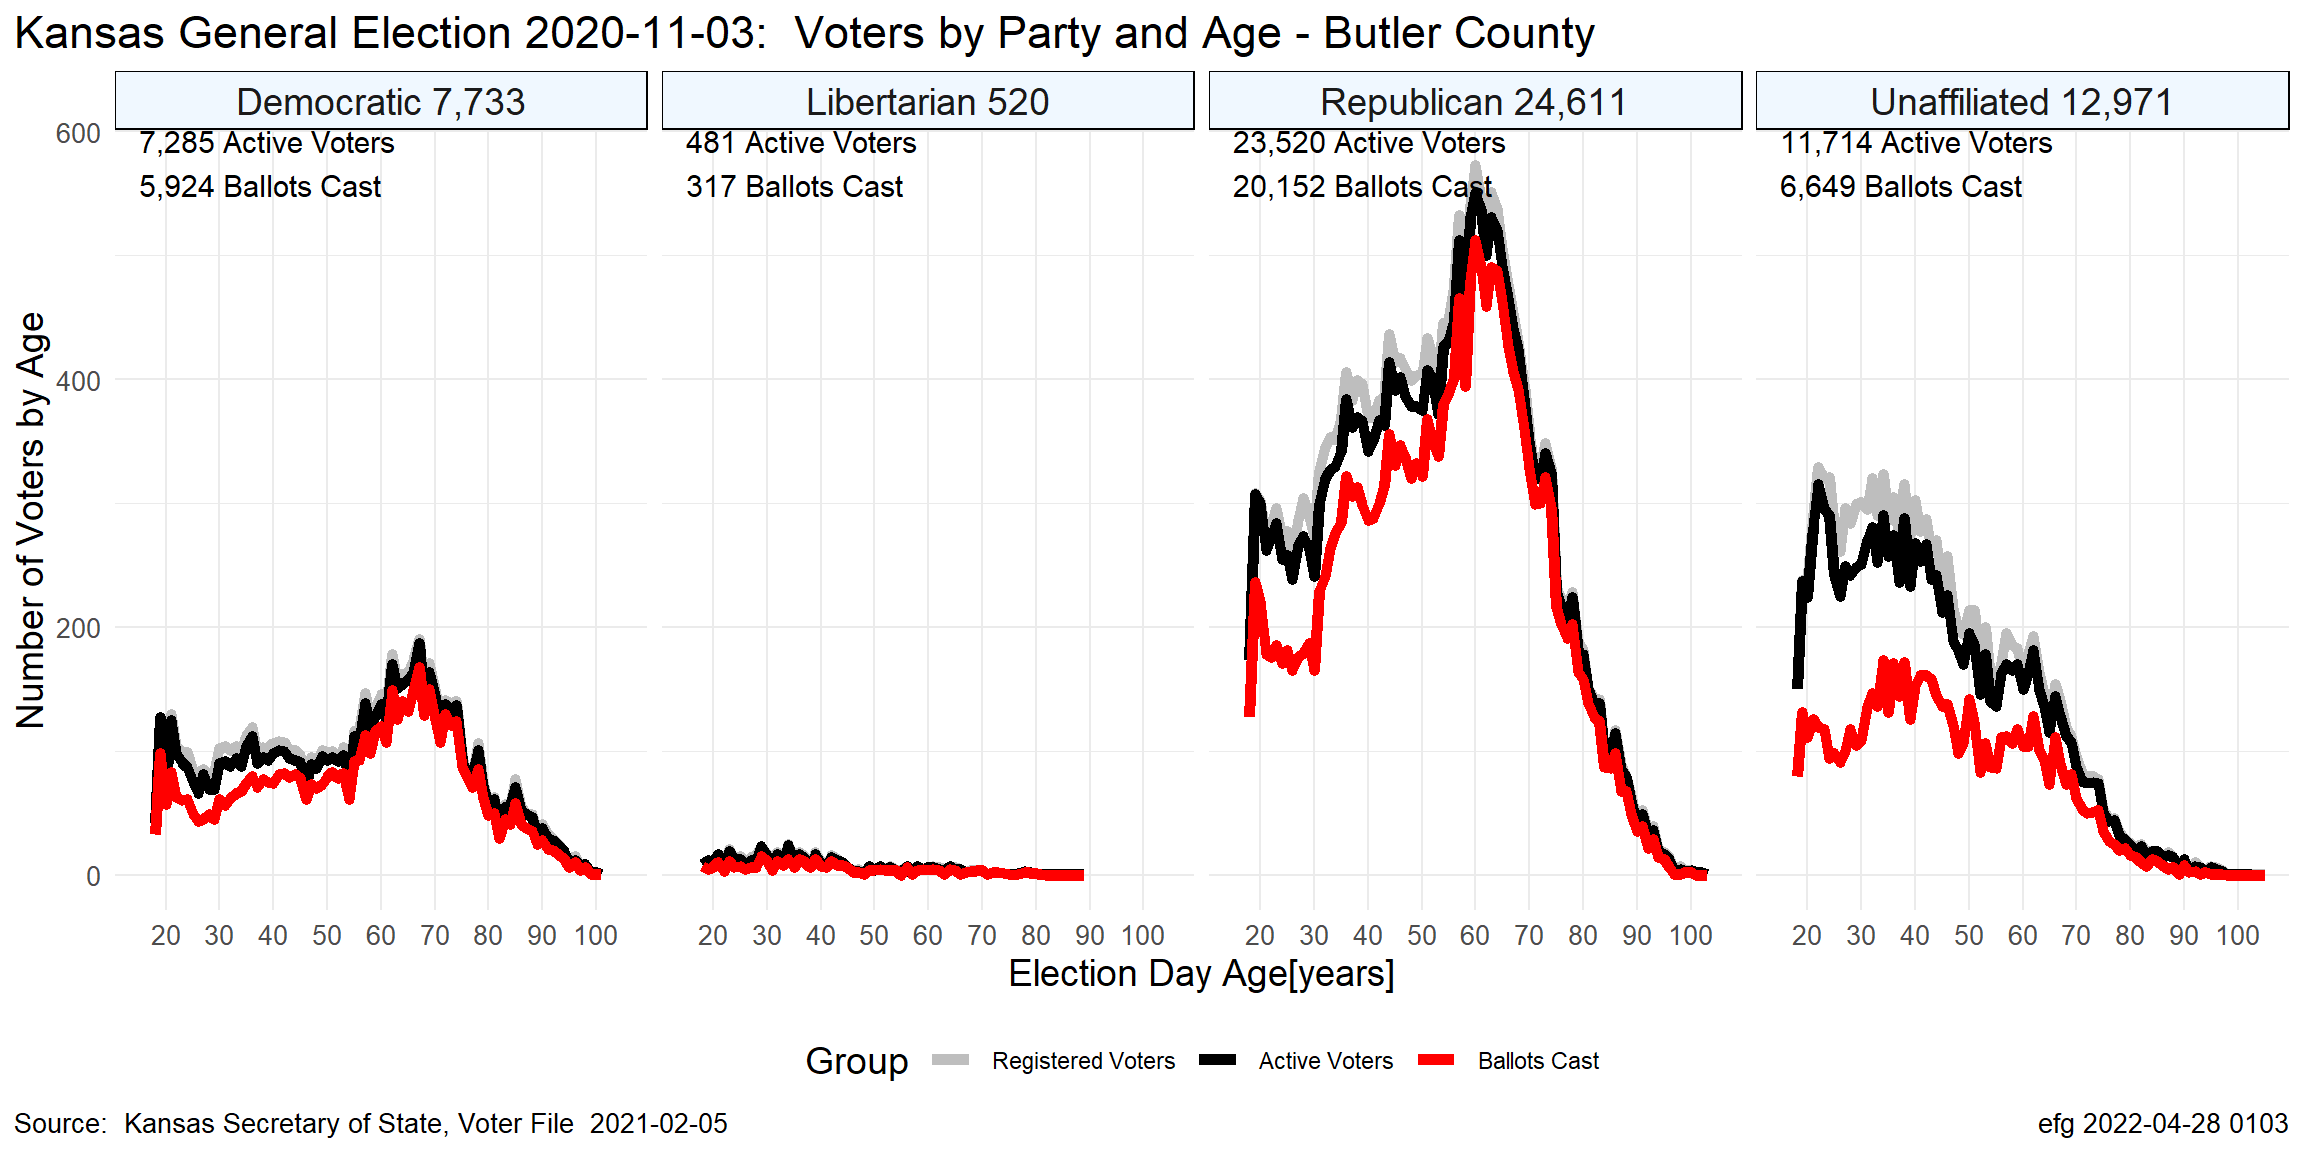 Kansas General Election 2020-11-03:  Voters by Party and Age - Butler County
Democratic 7,733
Libertarian 520
Republican 24,611
Unaffiliated 12,971
7,285 Active Voters
5,924 Ballots Cast
481 Active Voters
317 Ballots Cast
23,520 Active Voters
20,152 Ballots Cast
11,714 Active Voters
6,649 Ballots Cast
Number of Voters by Age
600
400
200
0
20 30 40 50 60 70 80 90 100
20 30 40 50 60 70 80 90 100
20 30 40 50 60 70 80 90 100
20 30 40 50 60 70 80 90 100
Election Day Age[years]
Group Registered Voters Active Voters Ballots Cast
Source:  Kansas Secretary of State, Voter File  2021-02-05
efg 2022-04-28 0103